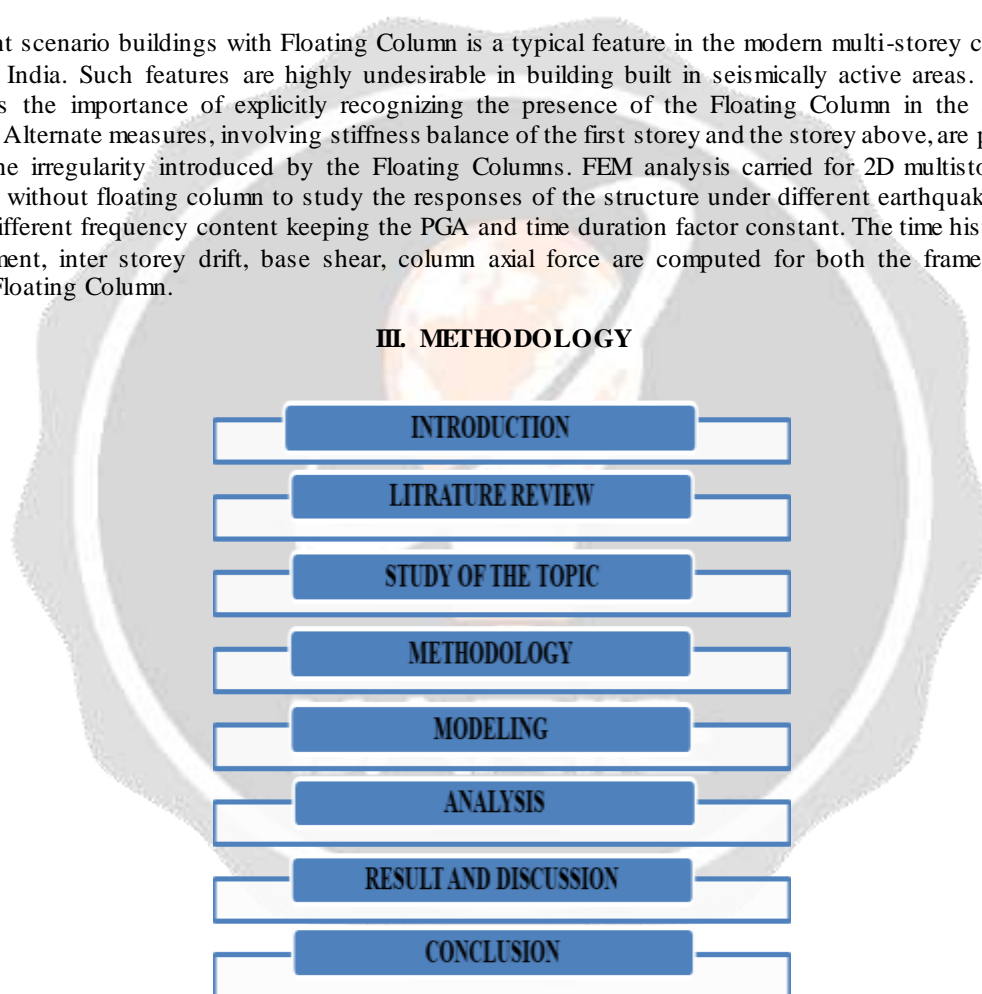 nt scenario buildings with Floating Column is a typical feature in the modern multi-storey c
India. Such features are highly undesirable in building built in seismically active areas.
s the importance of explicitly recognizing the presence of the Floating Column in the
Alternate measures, involving stiffness balance of the first storey and the storey above, are p
ne irregularity introduced by the Floating Columns. FEM analysis carried for 2D multisto
without floating column to study the responses of the structure under different earthquak
ifferent frequency content keeping the PGA and time duration factor constant. The time his
ment, inter storey drift, base shear, column axial force are computed for both the frame
Floating Column.
III. METHODOLOGY
INTRODUCTION
LITRATURE REVIEW
STUDY OF THE TOPIC
METHODOLOGY
MODELING
ANALYSIS
RESULT AND DISCUSSION
CONCLUSION